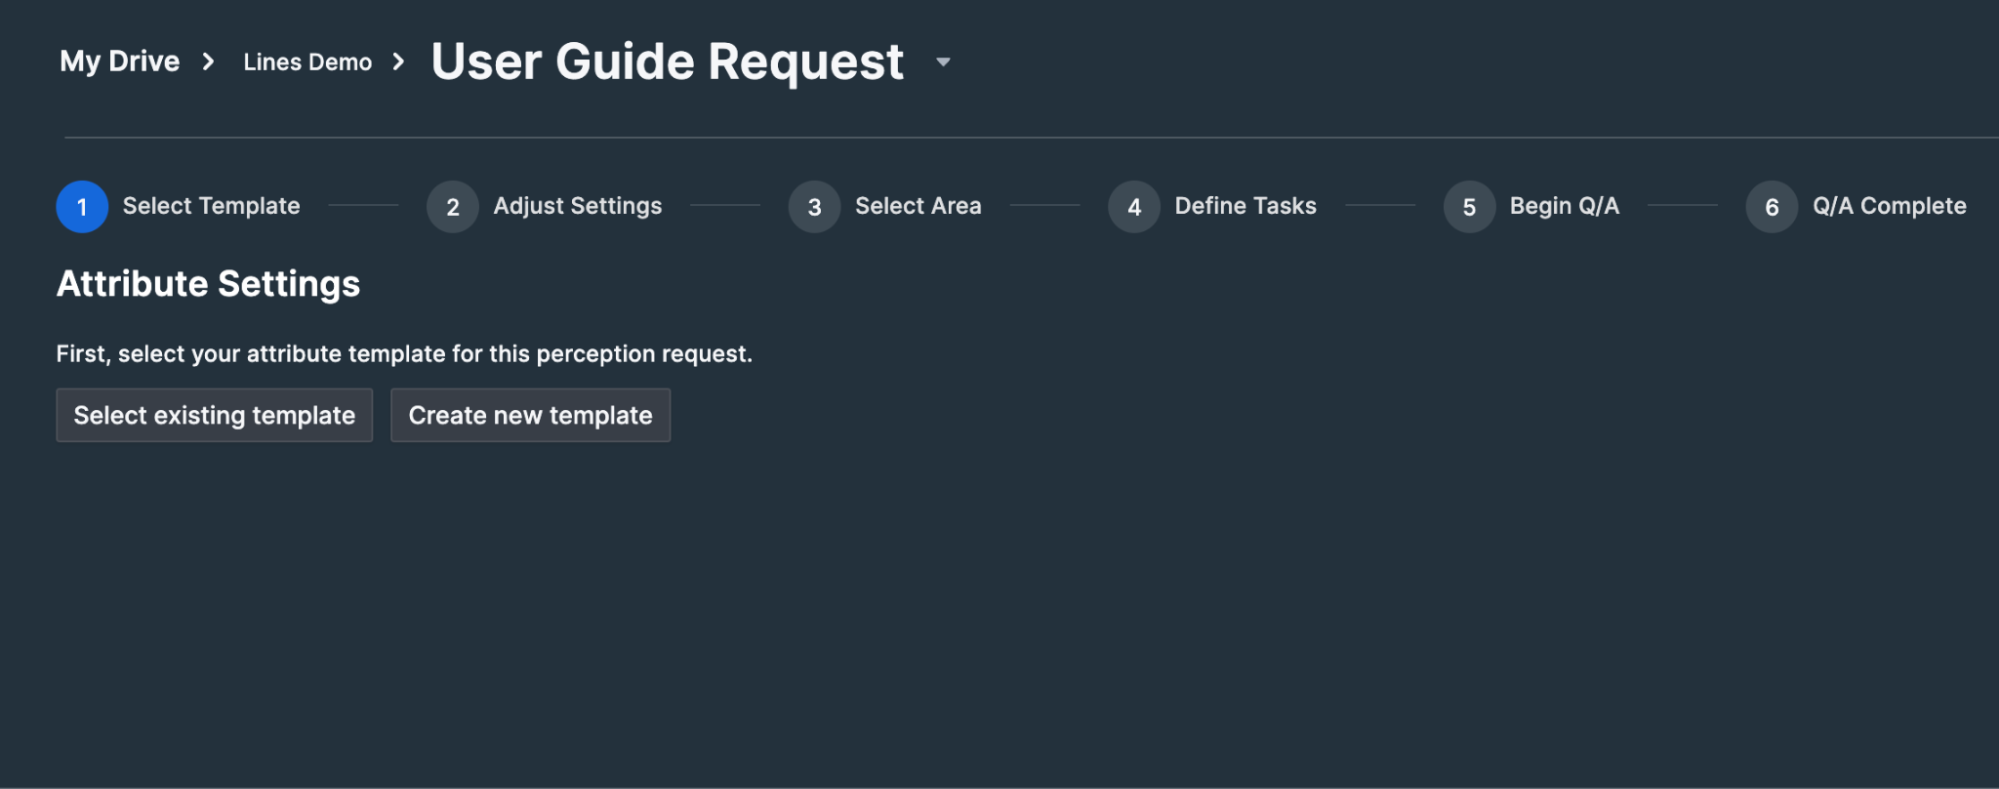 My Drive > Lines Demo > User Guide Request
1 Select Template 2 Adjust Settings 3 Select Area 4 Define Tasks 5 Begin Q/A 6 Q/A Complete
Attribute Settings
First, select your attribute template for this perception request.
Select existing template Create new template